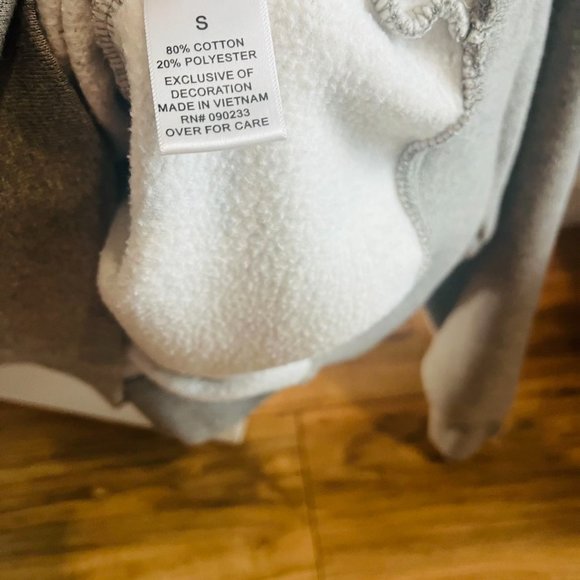 S
80% COTTON
20% POLYESTER
EXCLUSIVE OF
DECORATION
MADE IN VIETNAM
RN# 090233
OVER FOR CARE